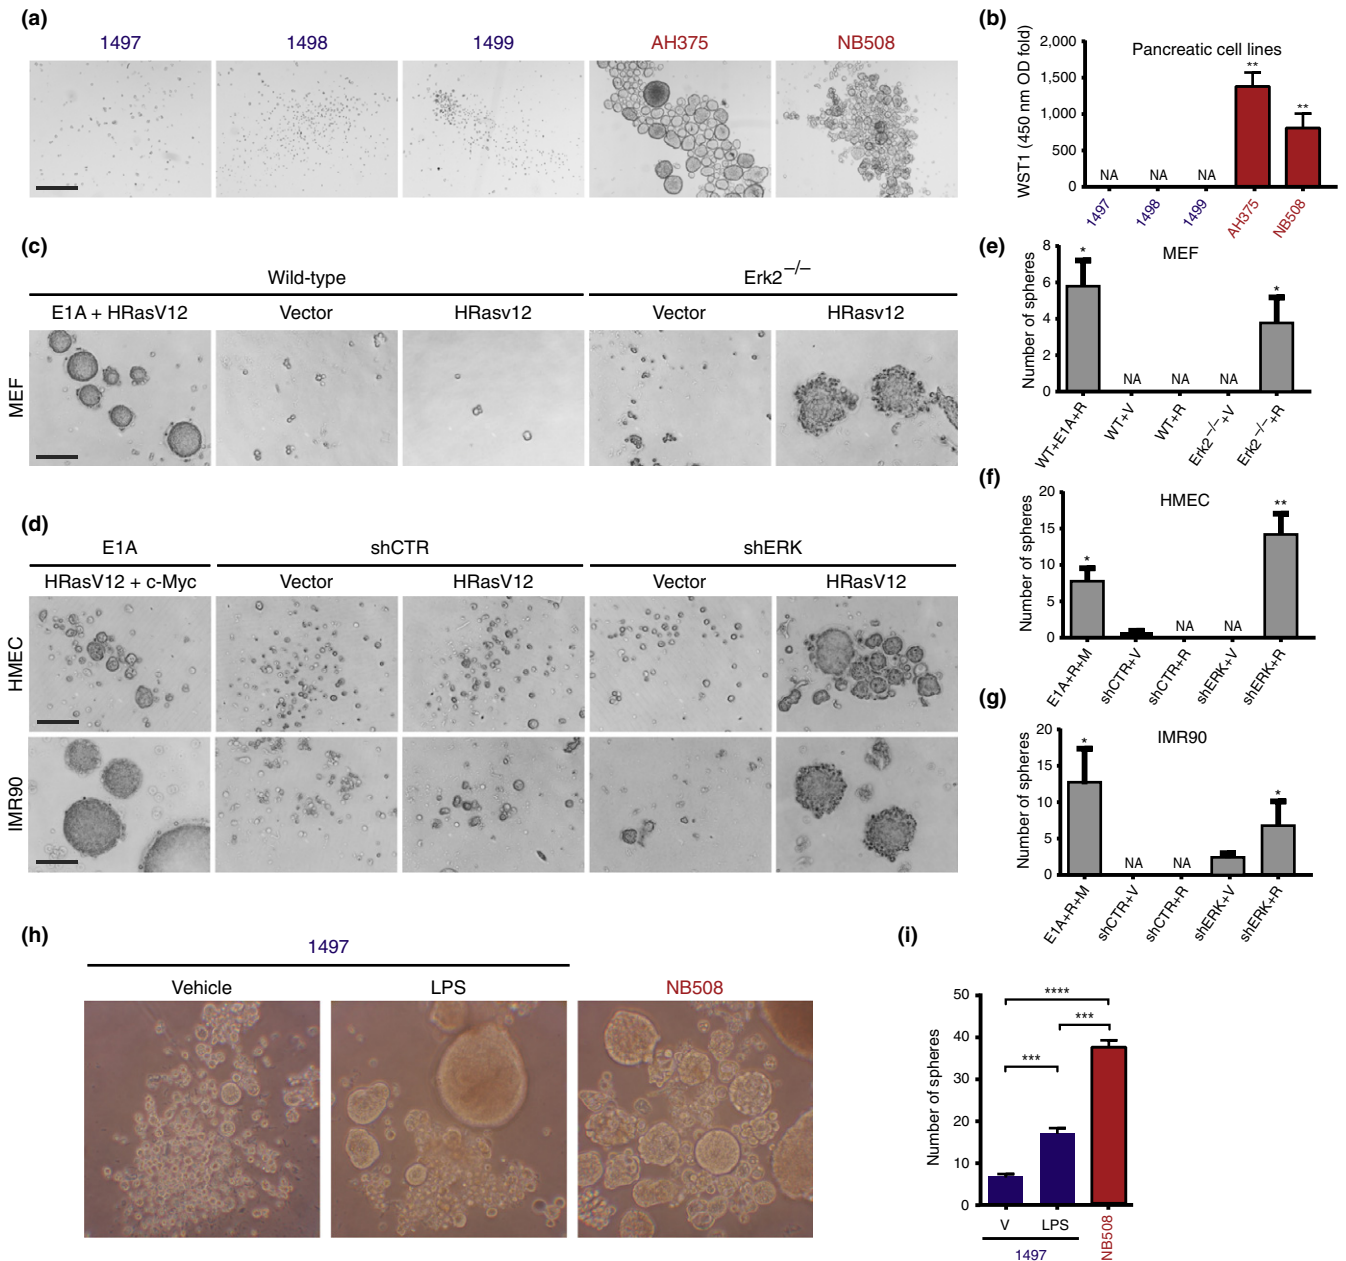 (a)
1497 1498 1499 AH375 NB508
(b)
Pancreatic cell lines
WST1 (450 nm OD fold)
2,000
1,500
1,000
500
0
** **
NA NA NA
1497 1498 1499 AH375 NB508
(c)
Wild-type Erk2−/−
E1A + HRasV12 Vector HRasv12 Vector HRasv12
MEF
(e)
MEF
Number of spheres
8
6
4
2
0
* *
NA NA NA
WT+E1A+R WT+V WT+R Erk2−/−+V Erk2−/−+R
(d)
E1A shCTR shERK
HRasV12 + c-Myc Vector HRasV12 Vector HRasV12
HMEC
IMR90
(f)
HMEC
Number of spheres
20
15
10
5
0
* **
NA NA
E1A+R+M shCTR+V shCTR+R shERK+V shERK+R
(g)
IMR90
Number of spheres
20
15
10
5
0
* *
NA NA
E1A+R+M shCTR+V shCTR+R shERK+V shERK+R
(h)
1497
Vehicle LPS NB508
(i)
Number of spheres
50
40
30
20
10
0
****
***
***
V LPS NB508
1497